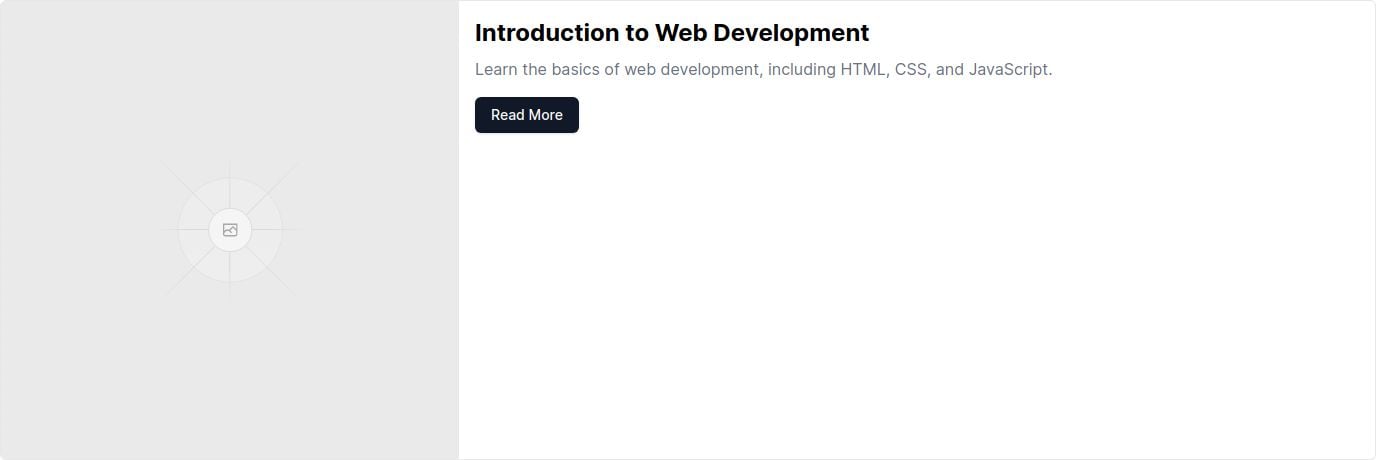 Introduction to Web Development
Learn the basics of web development, including HTML, CSS, and JavaScript.
Read More